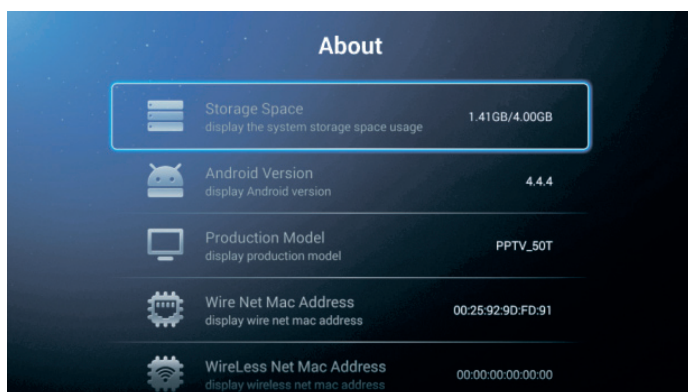 About
Storage Space
display the system storage space usage
1.41GB/4.00GB
Android Version
display Android version
4.4.4
Production Model
display production model
PPTV_50T
Wire Net Mac Address
display wire net mac address
00:25:92:9D:FD:91
WireLess Net Mac Address
display wireless net mac address
00:00:00:00:00:00